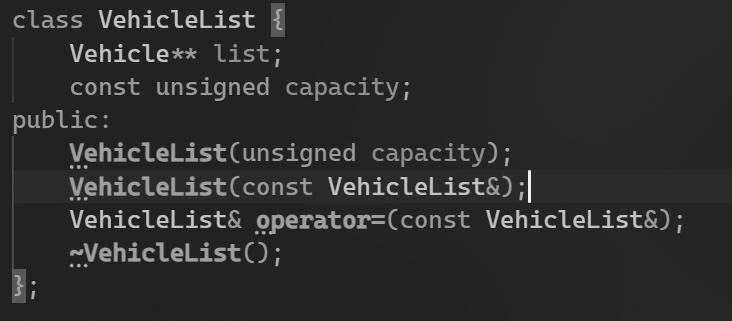 class VehicleList {
    Vehicle** list;
    const unsigned capacity;
public:
    VehicleList(unsigned capacity);
    VehicleList(const VehicleList&);
    VehicleList& operator=(const VehicleList&);
    ~VehicleList();
};